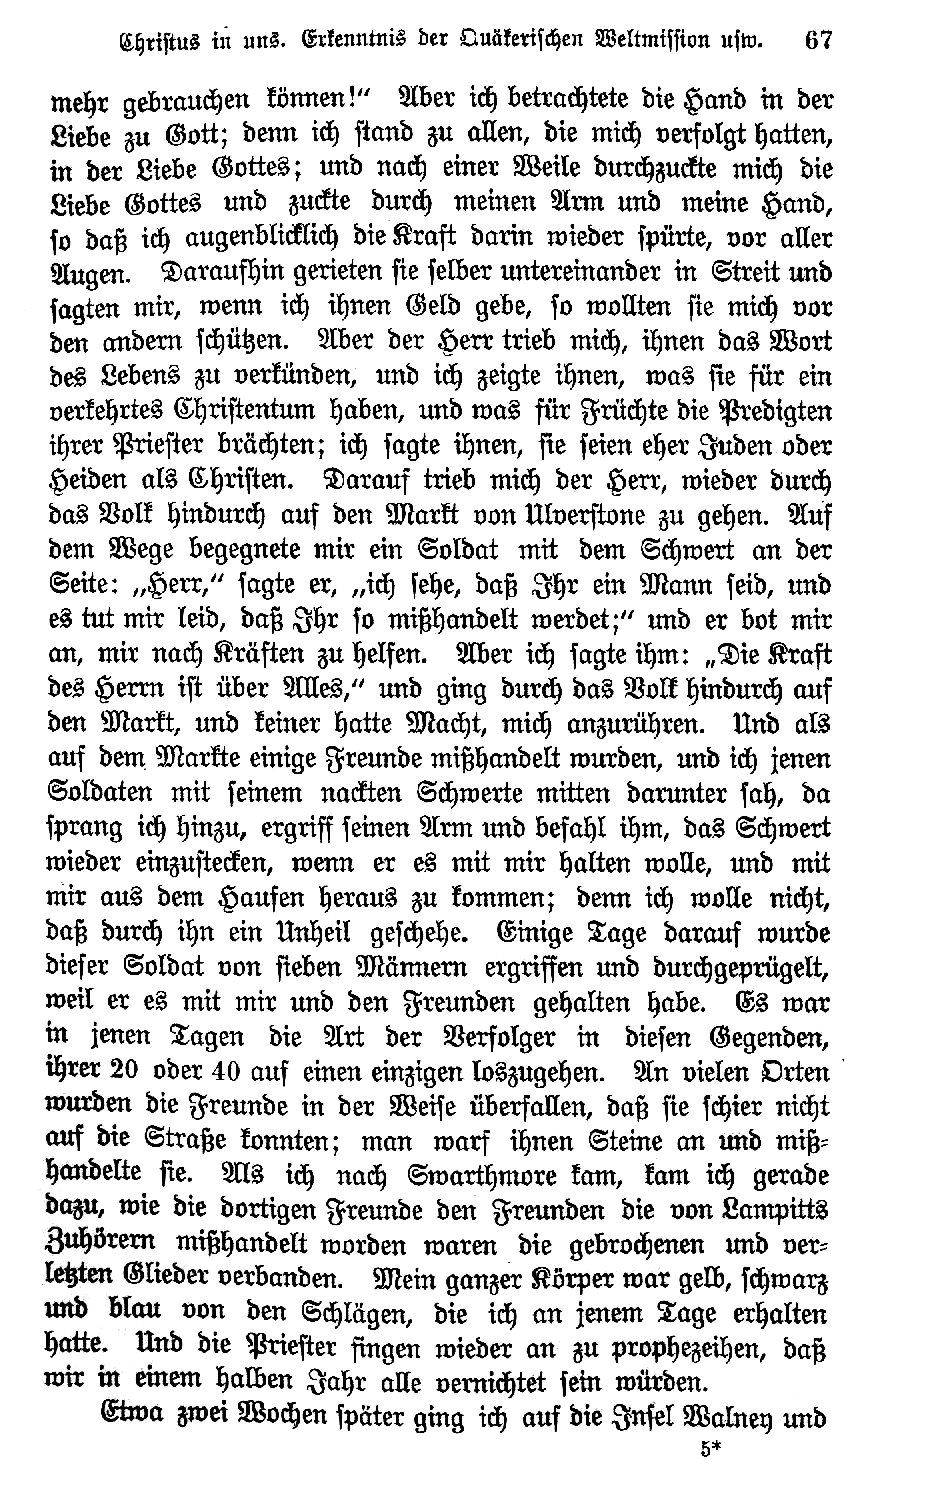 Christus in uns. Erkenntnis der Quäkerischen Weltmission usw. 67
mehr gebrauchen können!“ Aber ich betrachtete die Hand in der
Liebe zu Gott; denn ich stand zu allen, die mich verfolgt hatten,
in der Liebe Gottes; und nach einer Weile durchzuckte mich die
Liebe Gottes und zuckte durch meinen Arm und meine Hand,
so daß ich augenblicklich die Kraft darin wieder spürte, vor aller
Augen. Daraufhin gerieten sie selber untereinander in Streit und
sagten mir, wenn ich ihnen Geld gebe, so wollten sie mich vor
den andern schützen. Aber der Herr trieb mich, ihnen das Wort
des Lebens zu verkünden, und ich zeigte ihnen, was sie für ein
verkehrtes Christentum haben, und was für Früchte die Predigten
ihrer Priester brächten; ich sagte ihnen, sie seien eher Juden oder
Heiden als Christen. Darauf trieb mich der Herr, wieder durch
das Volk hindurch auf den Markt von Ulverstone zu gehen. Auf
dem Wege begegnete mir ein Soldat mit dem Schwert an der
Seite: „Herr,“ sagte er, „ich sehe, daß Ihr ein Mann seid, und
es tut mir leid, daß Ihr so mißhandelt werdet;“ und er bot mir
an, mir nach Kräften zu helfen. Aber ich sagte ihm: „Die Kraft
des Herrn ist über Alles,“ und ging durch das Volk hindurch auf
den Markt, und keiner hatte Macht, mich anzurühren. Und als
auf dem Markte einige Freunde mißhandelt wurden, und ich jenen
Soldaten mit seinem nackten Schwerte mitten darunter sah, da
sprang ich hinzu, ergriff seinen Arm und befahl ihm, das Schwert
wieder einzustecken, wenn er es mit mir halten wolle, und mit
mir aus dem Haufen heraus zu kommen; denn ich wolle nicht,
daß durch ihn ein Unheil geschehe. Einige Tage darauf wurde
dieser Soldat von sieben Männern ergriffen und durchgeprügelt,
weil er es mit mir und den Freunden gehalten habe. Es war
in jenen Tagen die Art der Verfolger in diesen Gegenden,
ihrer 20 oder 40 auf einen einzigen loszugehen. An vielen Orten
wurden die Freunde in der Weise überfallen, daß sie schier nicht
auf die Straße konnten; man warf ihnen Steine an und miß-
handelte sie. Als ich nach Swarthmore kam, kam ich gerade
dazu, wie die dortigen Freunde den Freunden die von Lampitts
Zuhörern mißhandelt worden waren die gebrochenen und ver-
letzten Glieder verbanden. Mein ganzer Körper war gelb, schwarz
und blau von den Schlägen, die ich an jenem Tage erhalten
hatte. Und die Priester fingen wieder an zu prophezeihen, daß
wir in einem halben Jahr alle vernichtet sein würden.
Etwa zwei Wochen später ging ich auf die Insel Walney und
5*